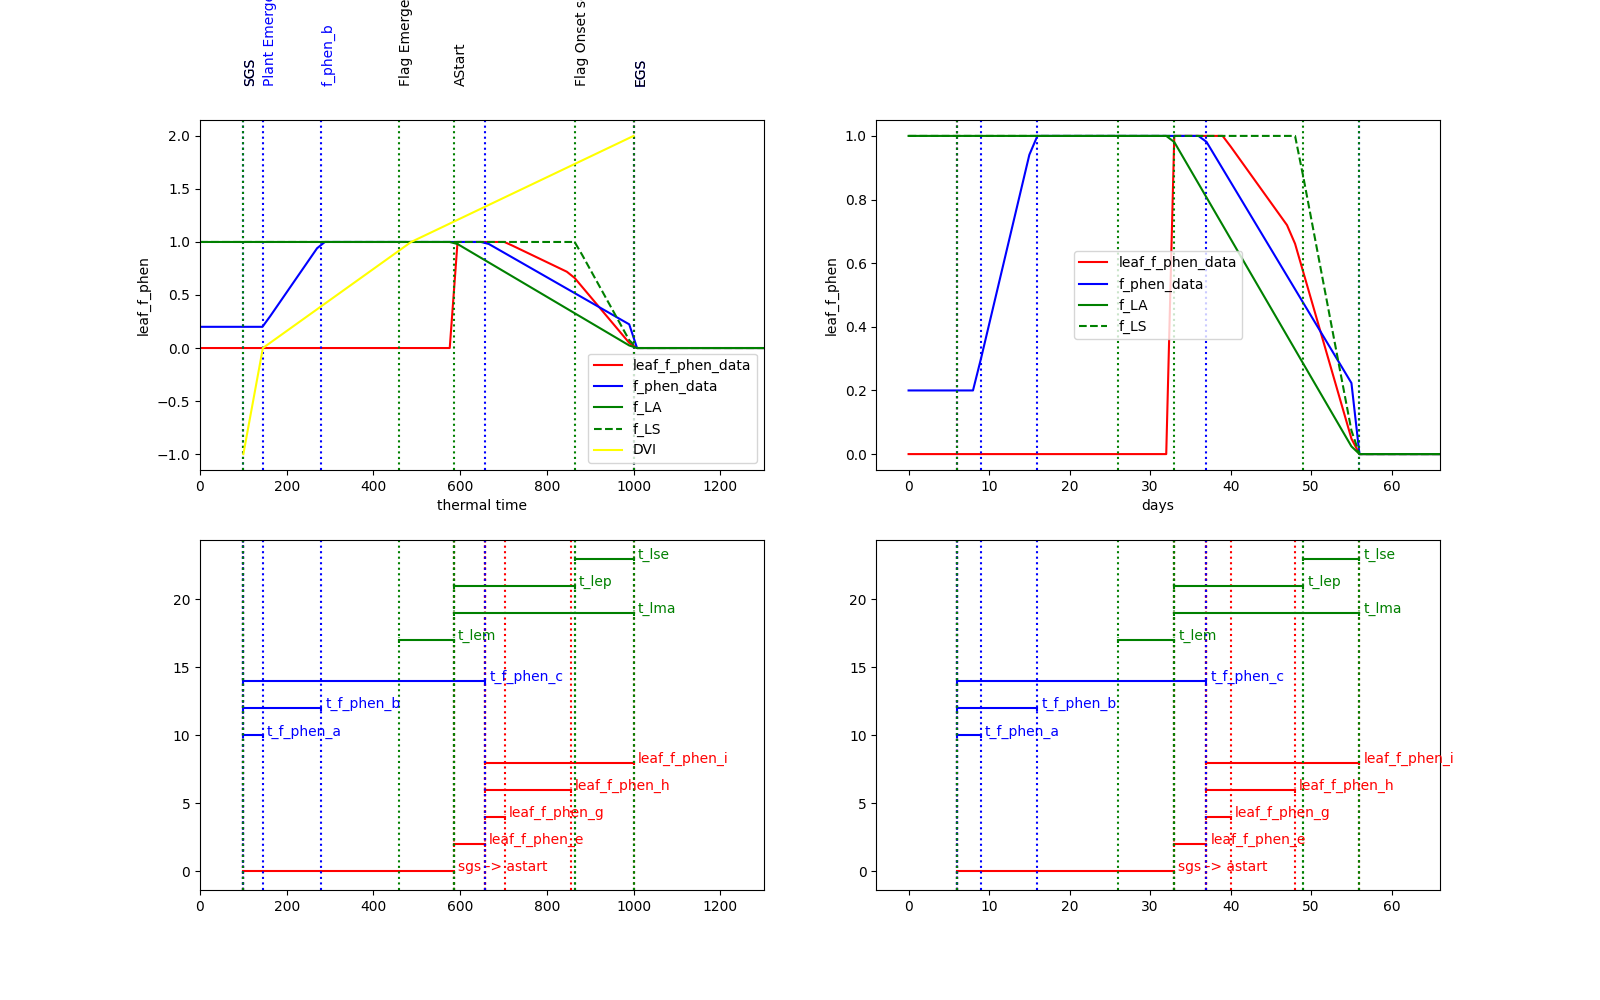 SGS
Plant Emerge
f_phen_b
Flag Emerge
AStart
Flag Onset s
EGS
2.0
1.5
1.0
0.5
0.0
−0.5
−1.0
leaf_f_phen
0 200 400 600 800 1000 1200
thermal time
leaf_f_phen_data
f_phen_data
f_LA
f_LS
DVI
1.0
0.8
0.6
0.4
0.2
0.0
leaf_f_phen
0 10 20 30 40 50 60
days
leaf_f_phen_data
f_phen_data
f_LA
f_LS
20
15
10
5
0
t_lse
t_lep
t_lma
t_lem
t_f_phen_c
t_f_phen_b
t_f_phen_a
leaf_f_phen_i
leaf_f_phen_h
leaf_f_phen_g
leaf_f_phen_e
sgs -> astart
0 200 400 600 800 1000 1200
20
15
10
5
0
t_lse
t_lep
t_lma
t_lem
t_f_phen_c
t_f_phen_b
t_f_phen_a
leaf_f_phen_i
leaf_f_phen_h
leaf_f_phen_g
leaf_f_phen_e
sgs -> astart
0 10 20 30 40 50 60